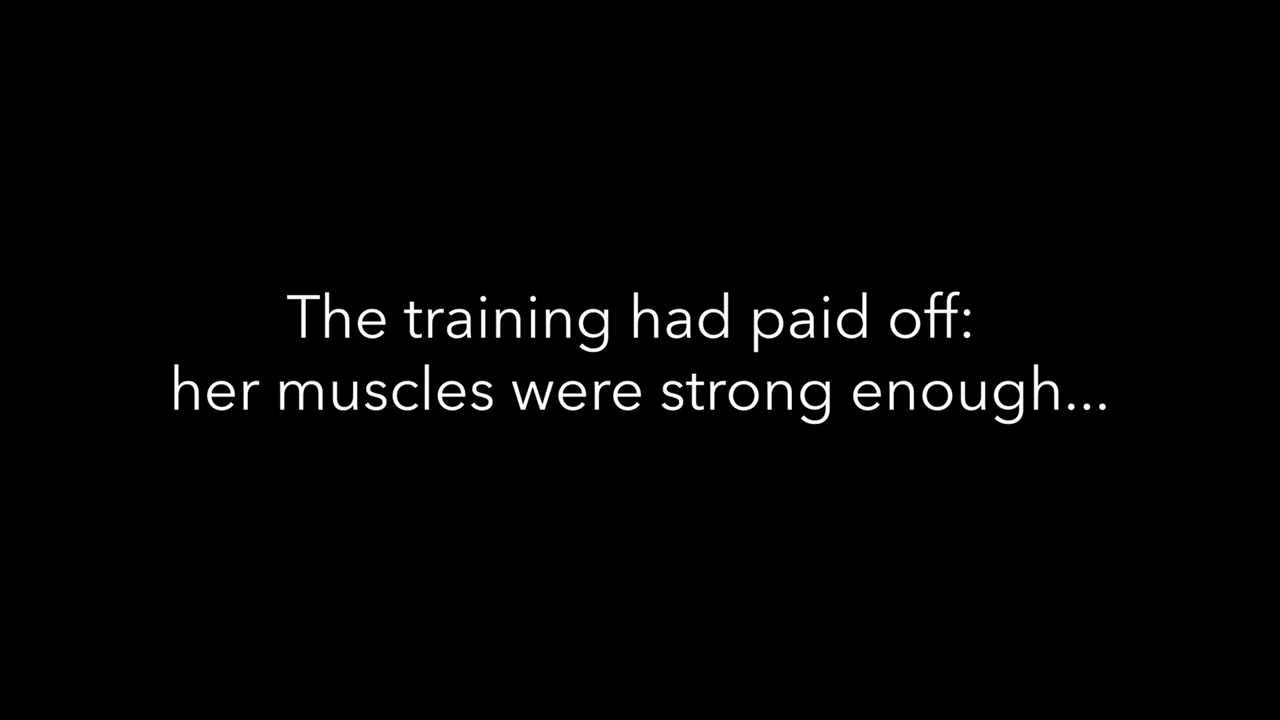 The training had paid off:
her muscles were strong enough...